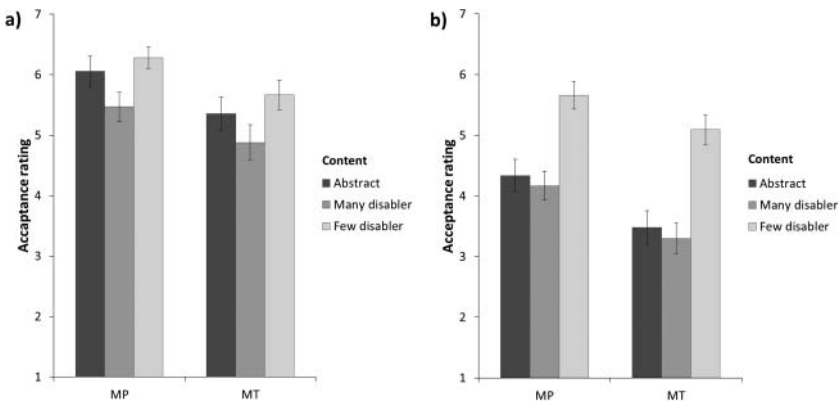 a)
7
6
5
4
3
2
1
Accaptance rating
MP
MT
Content
Abstract
Many disabler
Few disabler
b)
7
6
5
4
3
2
1
Acceptance rating
MP
MT
Content
Abstract
Many disabler
Few disabler